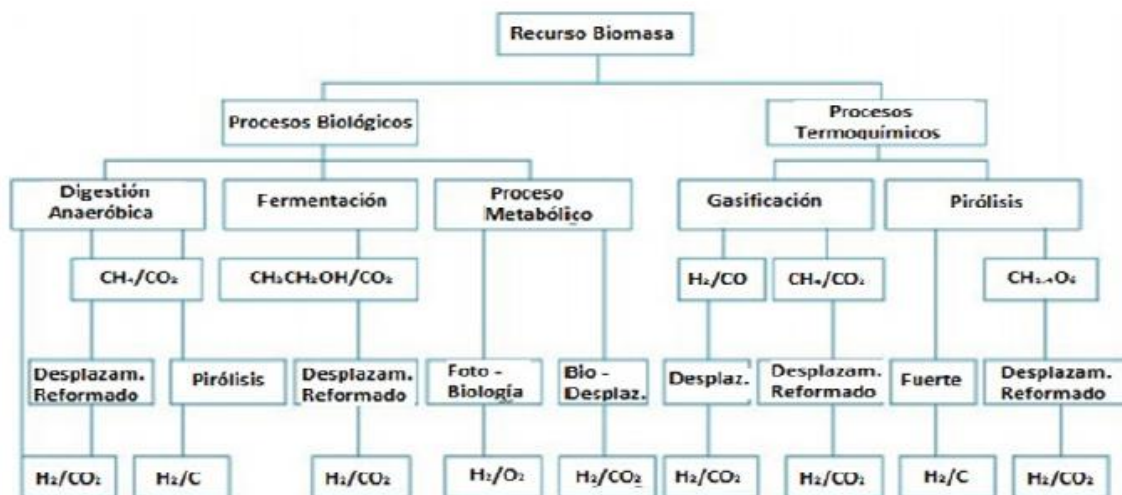 Recurso Biomasa
Procesos Biológicos
Procesos
Termoquímicos
Digestión
Anaeróbica
Fermentación
Proceso
Metabólico
Gasificación
Pirólisis
CH₄/CO₂
CH₃CH₂OH/CO₂
H₂/CO
CH₄/CO₂
Desplazam.
Reformado
Pirólisis
Desplazam.
Reformado
Foto -
Biología
Bio -
Desplaz.
Desplaz.
Desplazam.
Reformado
Fuerte
Desplazam.
Reformado
H₂/CO₂
H₂/C
H₂/CO₂
H₂/O₂
H₂/CO₂
H₂/CO₂
H₂/CO₂
H₂/C
H₂/CO₂